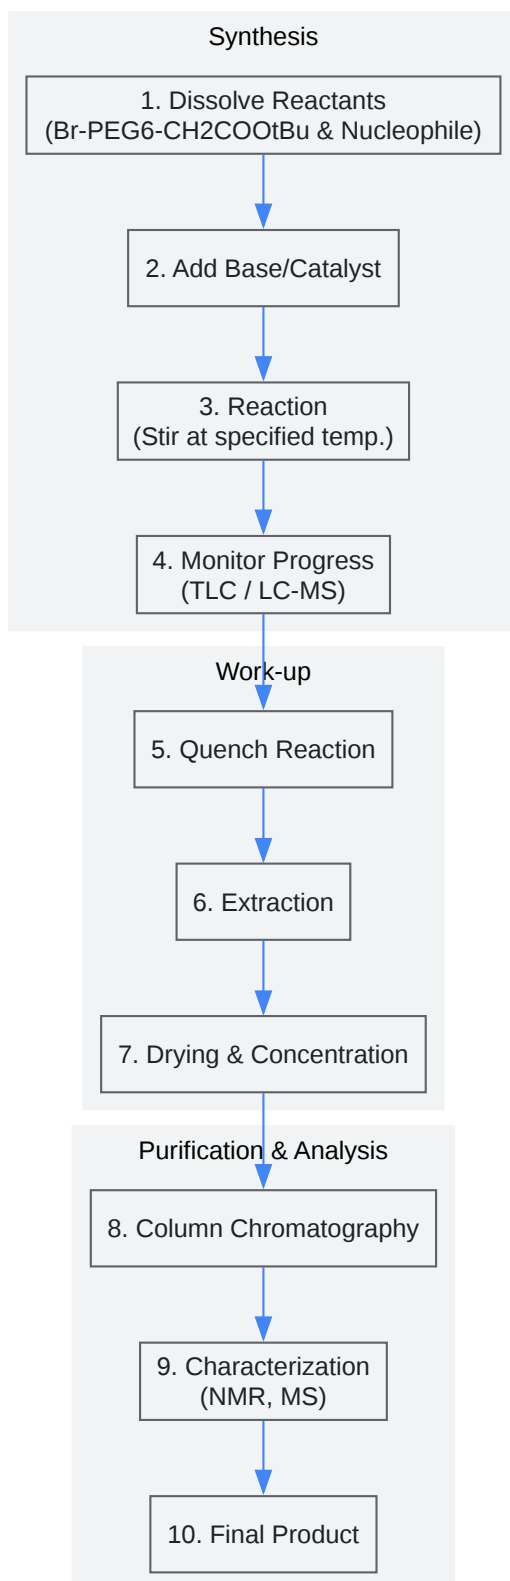 Synthesis
1. Dissolve Reactants
(Br-PEG6-CH2COOtBu & Nucleophile)
2. Add Base/Catalyst
3. Reaction
(Stir at specified temp.)
4. Monitor Progress
(TLC / LC-MS)
Work-up
5. Quench Reaction
6. Extraction
7. Drying & Concentration
Purification & Analysis
8. Column Chromatography
9. Characterization
(NMR, MS)
10. Final Product